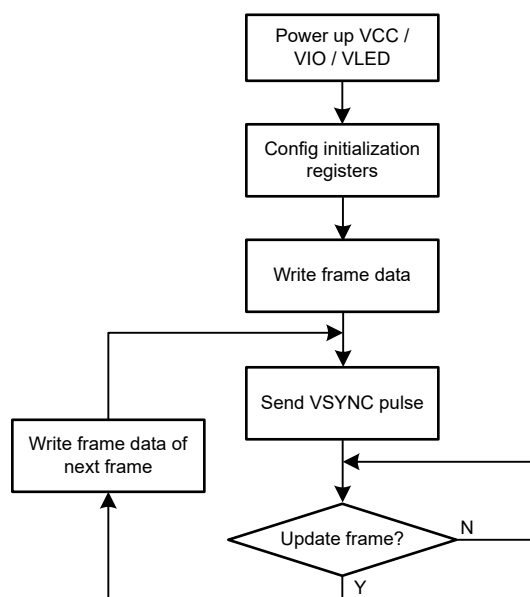 Power up VCC /
VIO / VLED
Config initialization
registers
Write frame data
Send VSYNC pulse
Write frame data of
next frame
Update frame?
N
Y